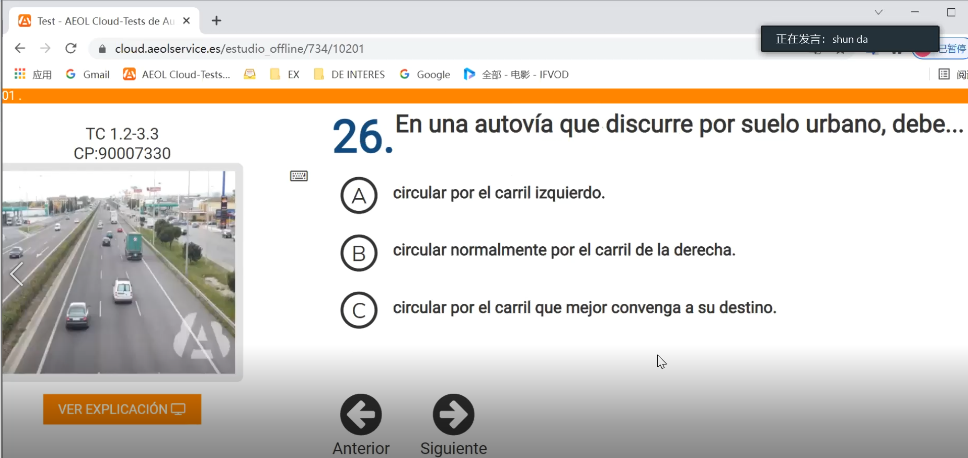 Test - AEOL Cloud-Tests de Au
正在发言: shun da
cloud.aeolservice.es/estudio_offline/734/10201
已暂停
应用
Gmail
AEOL Cloud-Tests...
EX
DE INTERES
Google
全部 - 电影 - IFVOD
01 .
TC 1.2-3.3
CP:90007330
26. En una autovía que discurre por suelo urbano, debe...
A circular por el carril izquierdo.
B circular normalmente por el carril de la derecha.
C circular por el carril que mejor convenga a su destino.
VER EXPLICACIÓN
Anterior
Siguiente